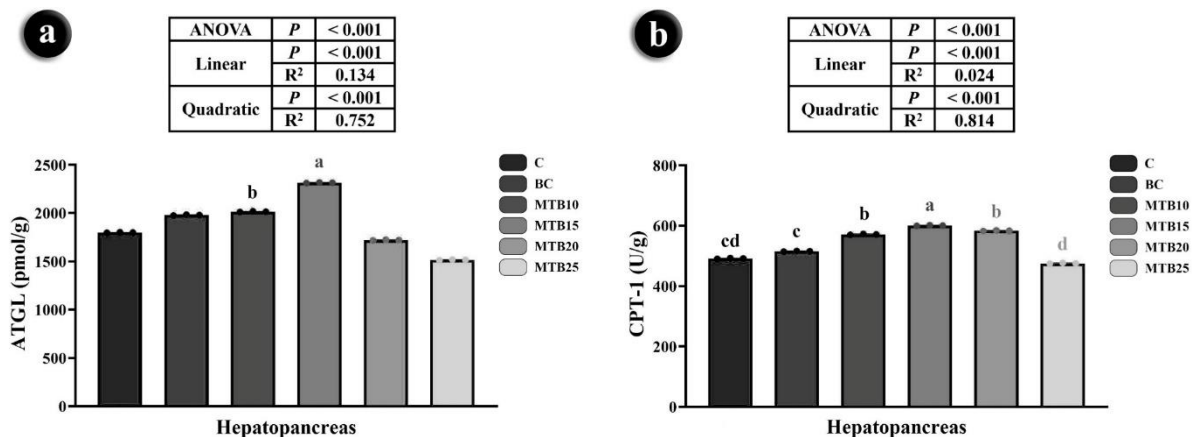 a
ANOVA P < 0.001
Linear P < 0.001
R² 0.134
Quadratic P < 0.001
R² 0.752
ATGL (pmol/g)
2500
2000
1500
1000
500
0
b
a
C
BC
MTB10
MTB15
MTB20
MTB25
Hepatopancreas
b
ANOVA P < 0.001
Linear P < 0.001
R² 0.024
Quadratic P < 0.001
R² 0.814
CPT-1 (U/g)
800
600
400
200
0
cd
c
b
a
b
d
C
BC
MTB10
MTB15
MTB20
MTB25
Hepatopancreas